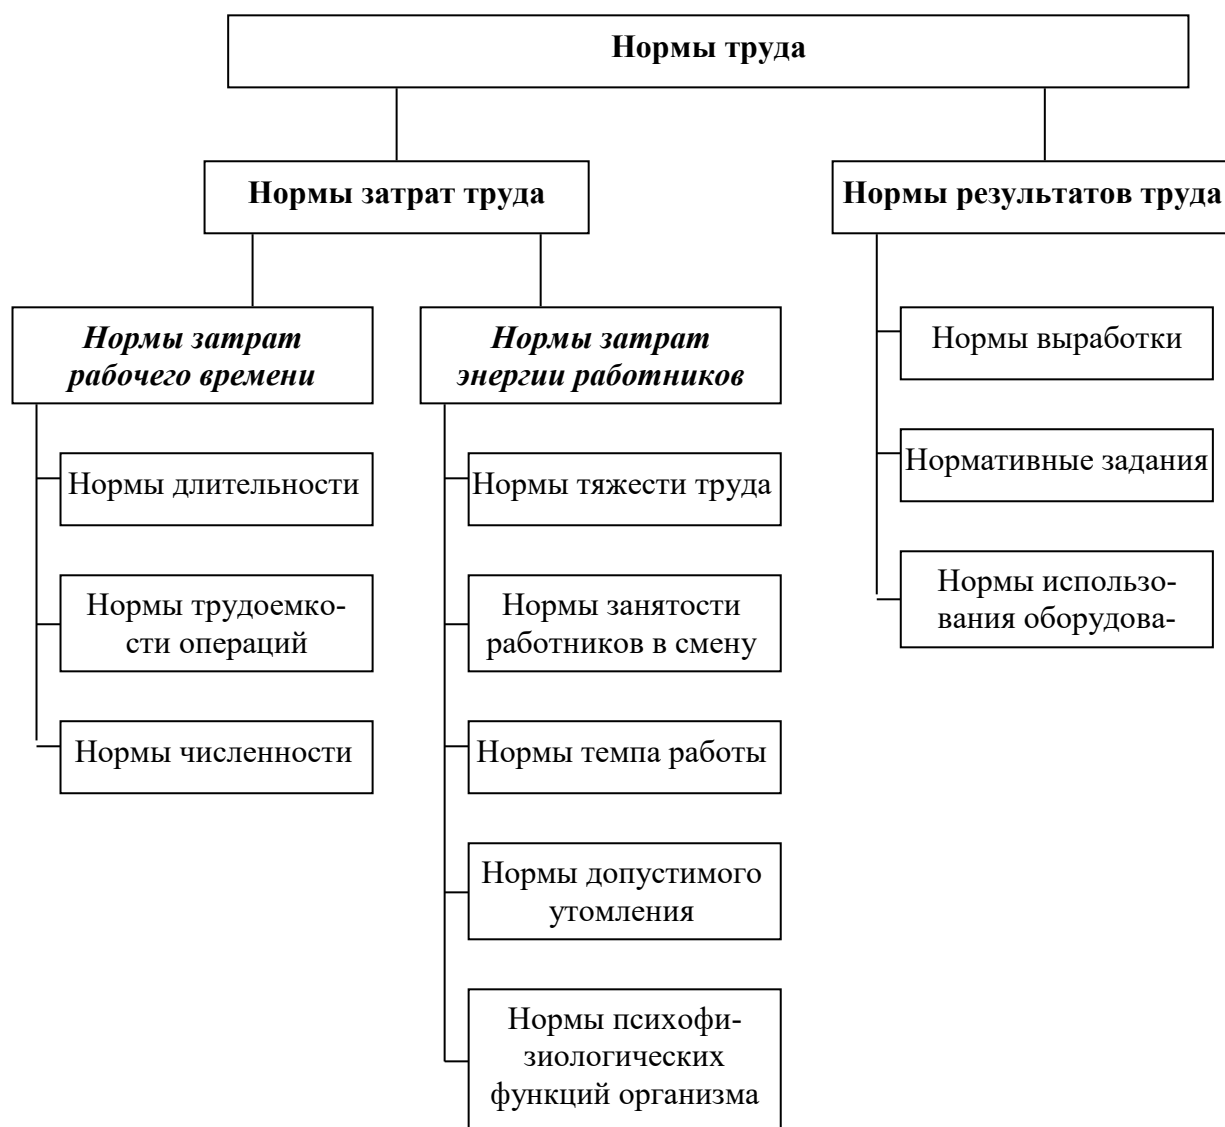 Нормы труда
Нормы затрат труда
Нормы результатов труда
Нормы затрат
рабочего времени
Нормы длительности
Нормы трудоемко-
сти операций
Нормы численности
Нормы затрат
энергии работников
Нормы тяжести труда
Нормы занятости
работников в смену
Нормы темпа работы
Нормы допустимого
утомления
Нормы психофи-
зиологических
функций организма
Нормы выработки
Нормативные задания
Нормы использо-
вания оборудова-